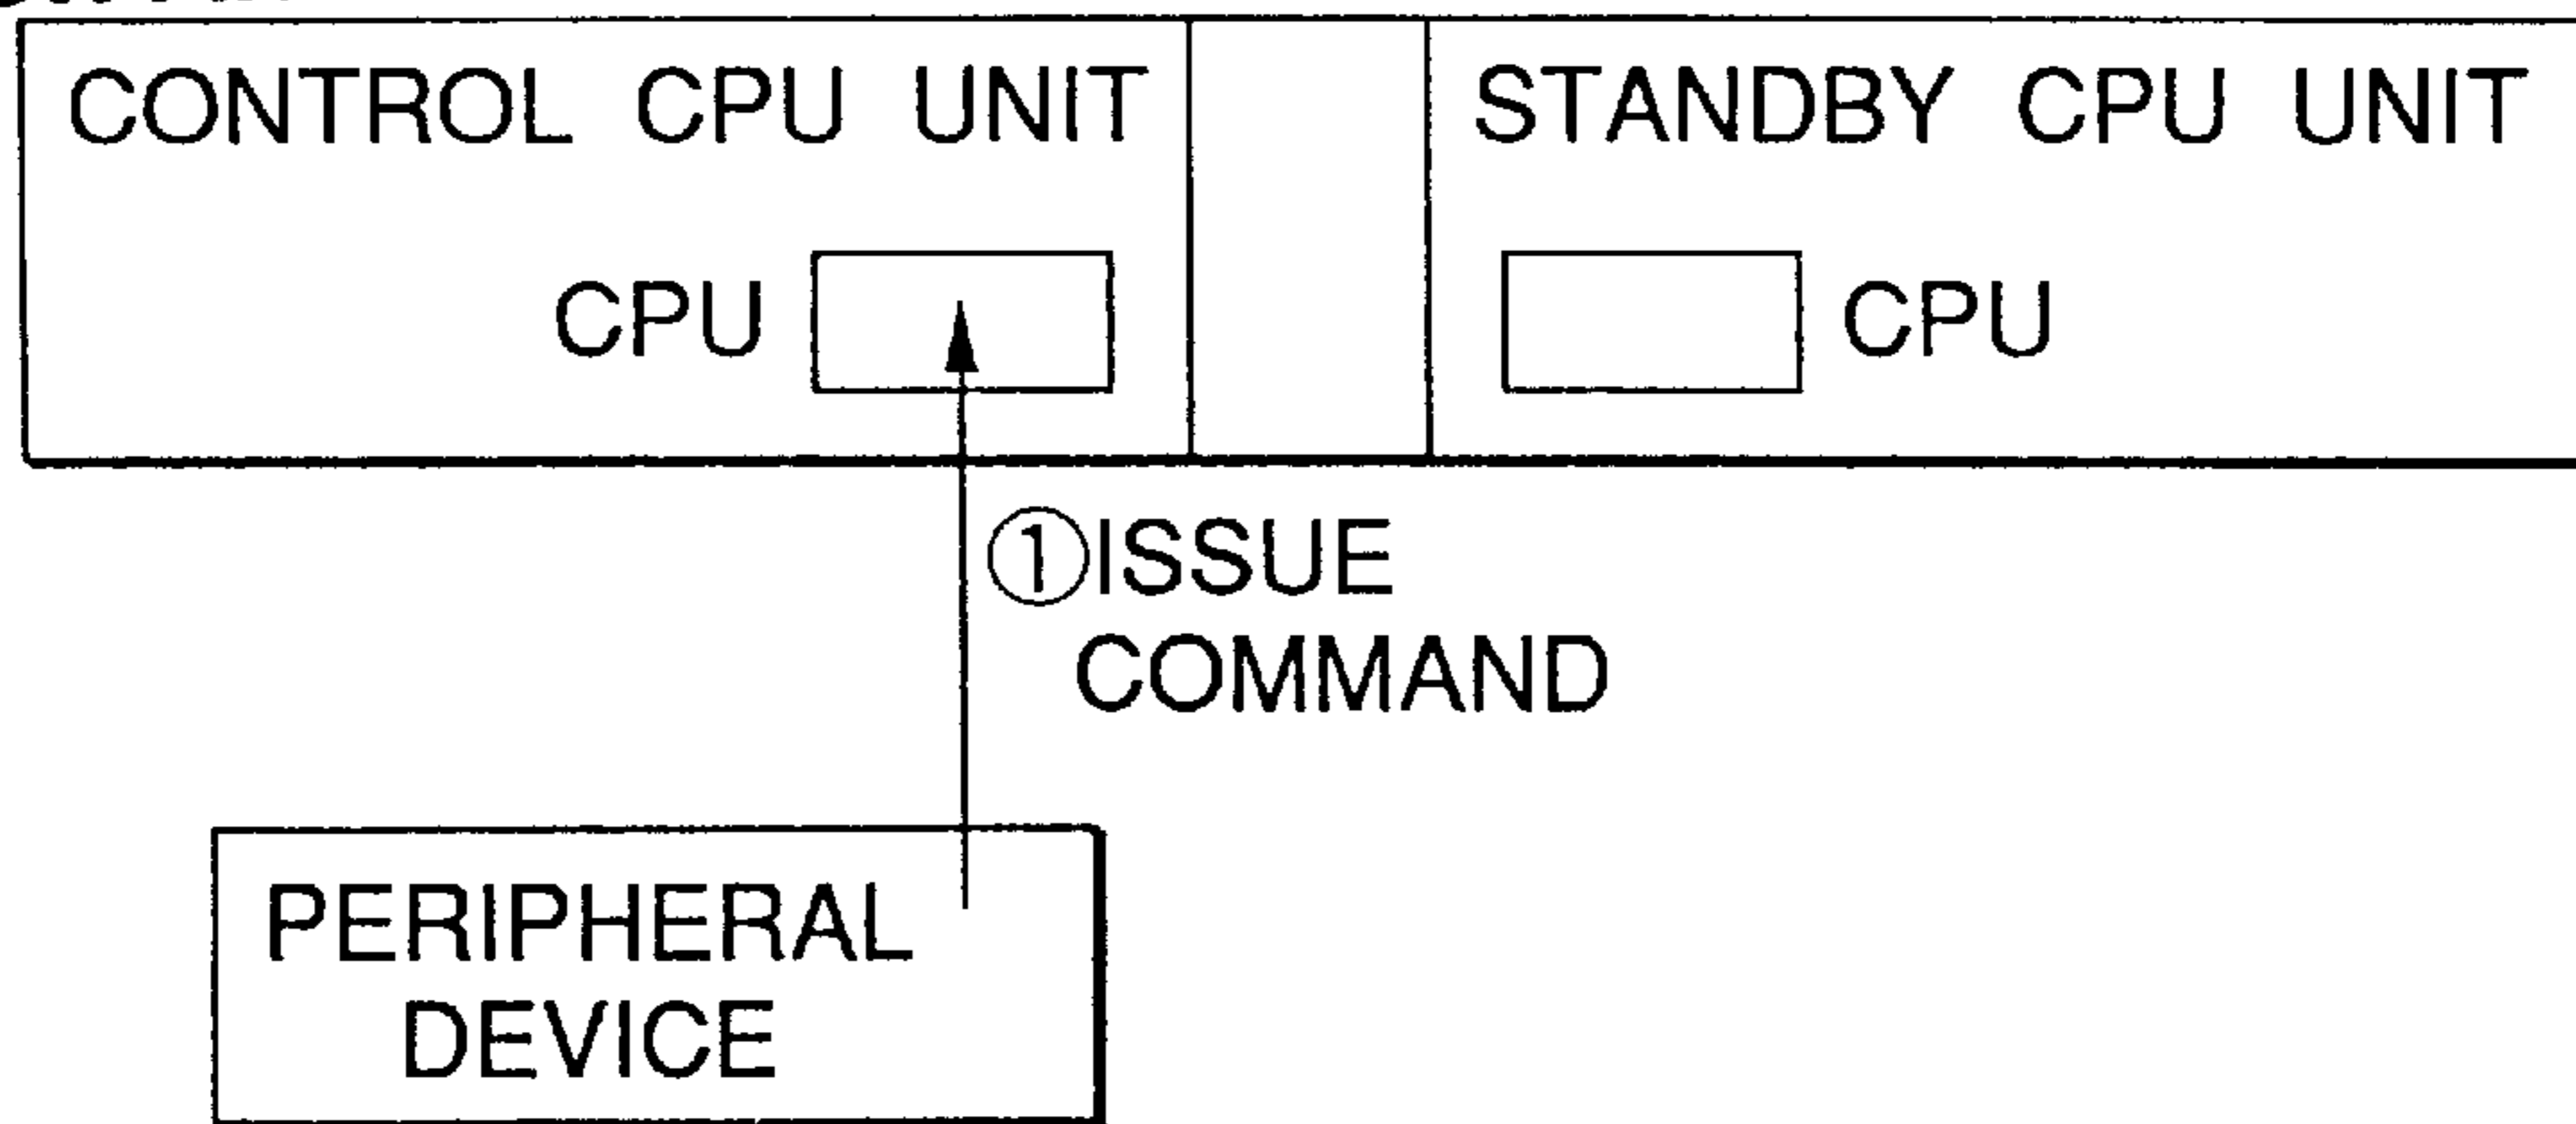 CONTROL CPU UNIT
STANDBY CPU UNIT
CPU
CPU
①ISSUE
COMMAND
PERIPHERAL
DEVICE